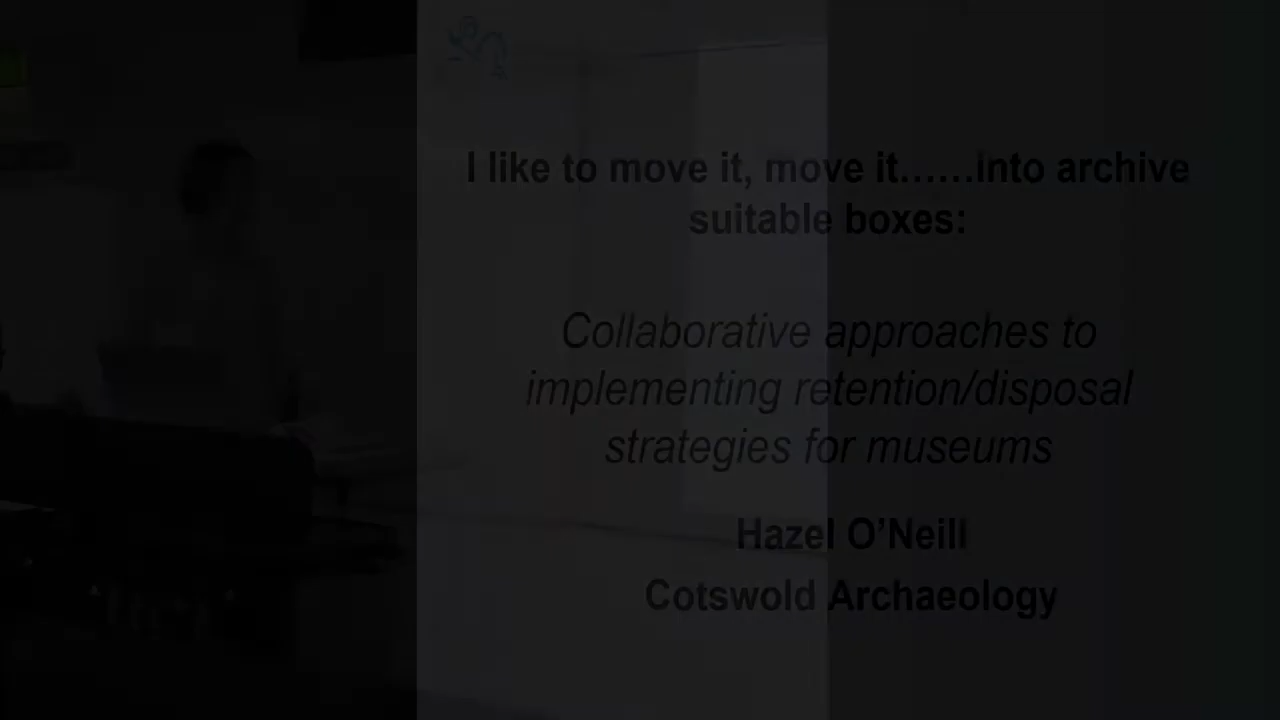 I like to move it, move it……into archive
suitable boxes:
Collaborative approaches to
implementing retention/disposal
strategies for museums
Hazel O’Neill
Cotswold Archaeology